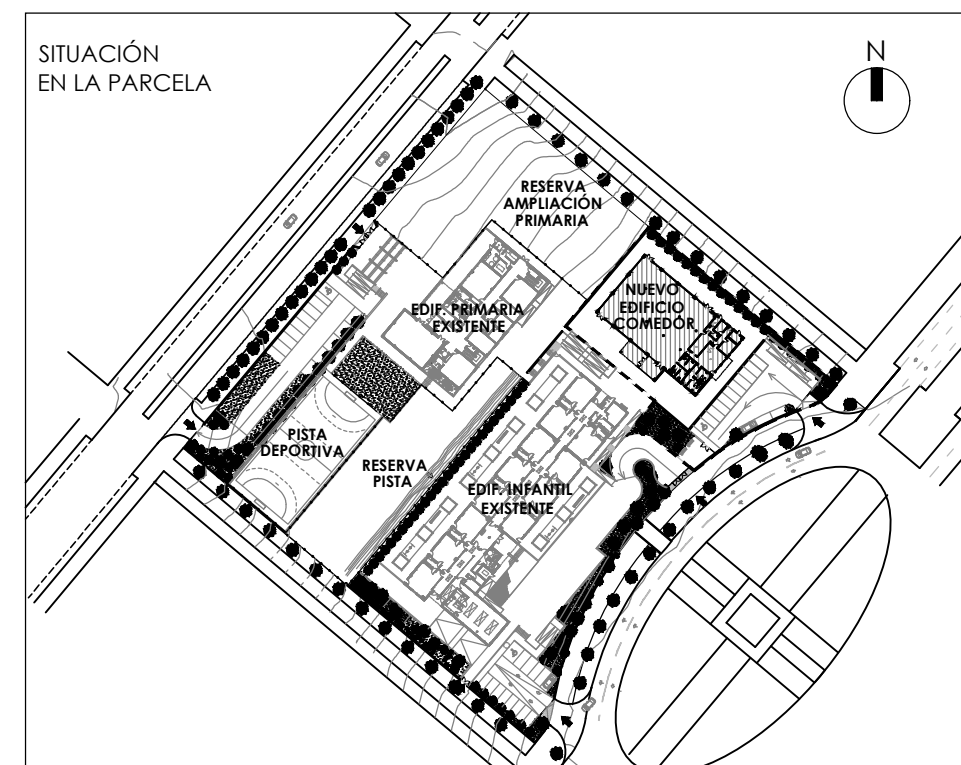 SITUACIÓN
EN LA PARCELA
N
RESERVA
AMPLIACIÓN
PRIMARIA
NUEVO
EDIFICIO
COMEDOR
EDIF. PRIMARIA
EXISTENTE
PISTA
DEPORTIVA
RESERVA
PISTA
EDIF. INFANTIL
EXISTENTE